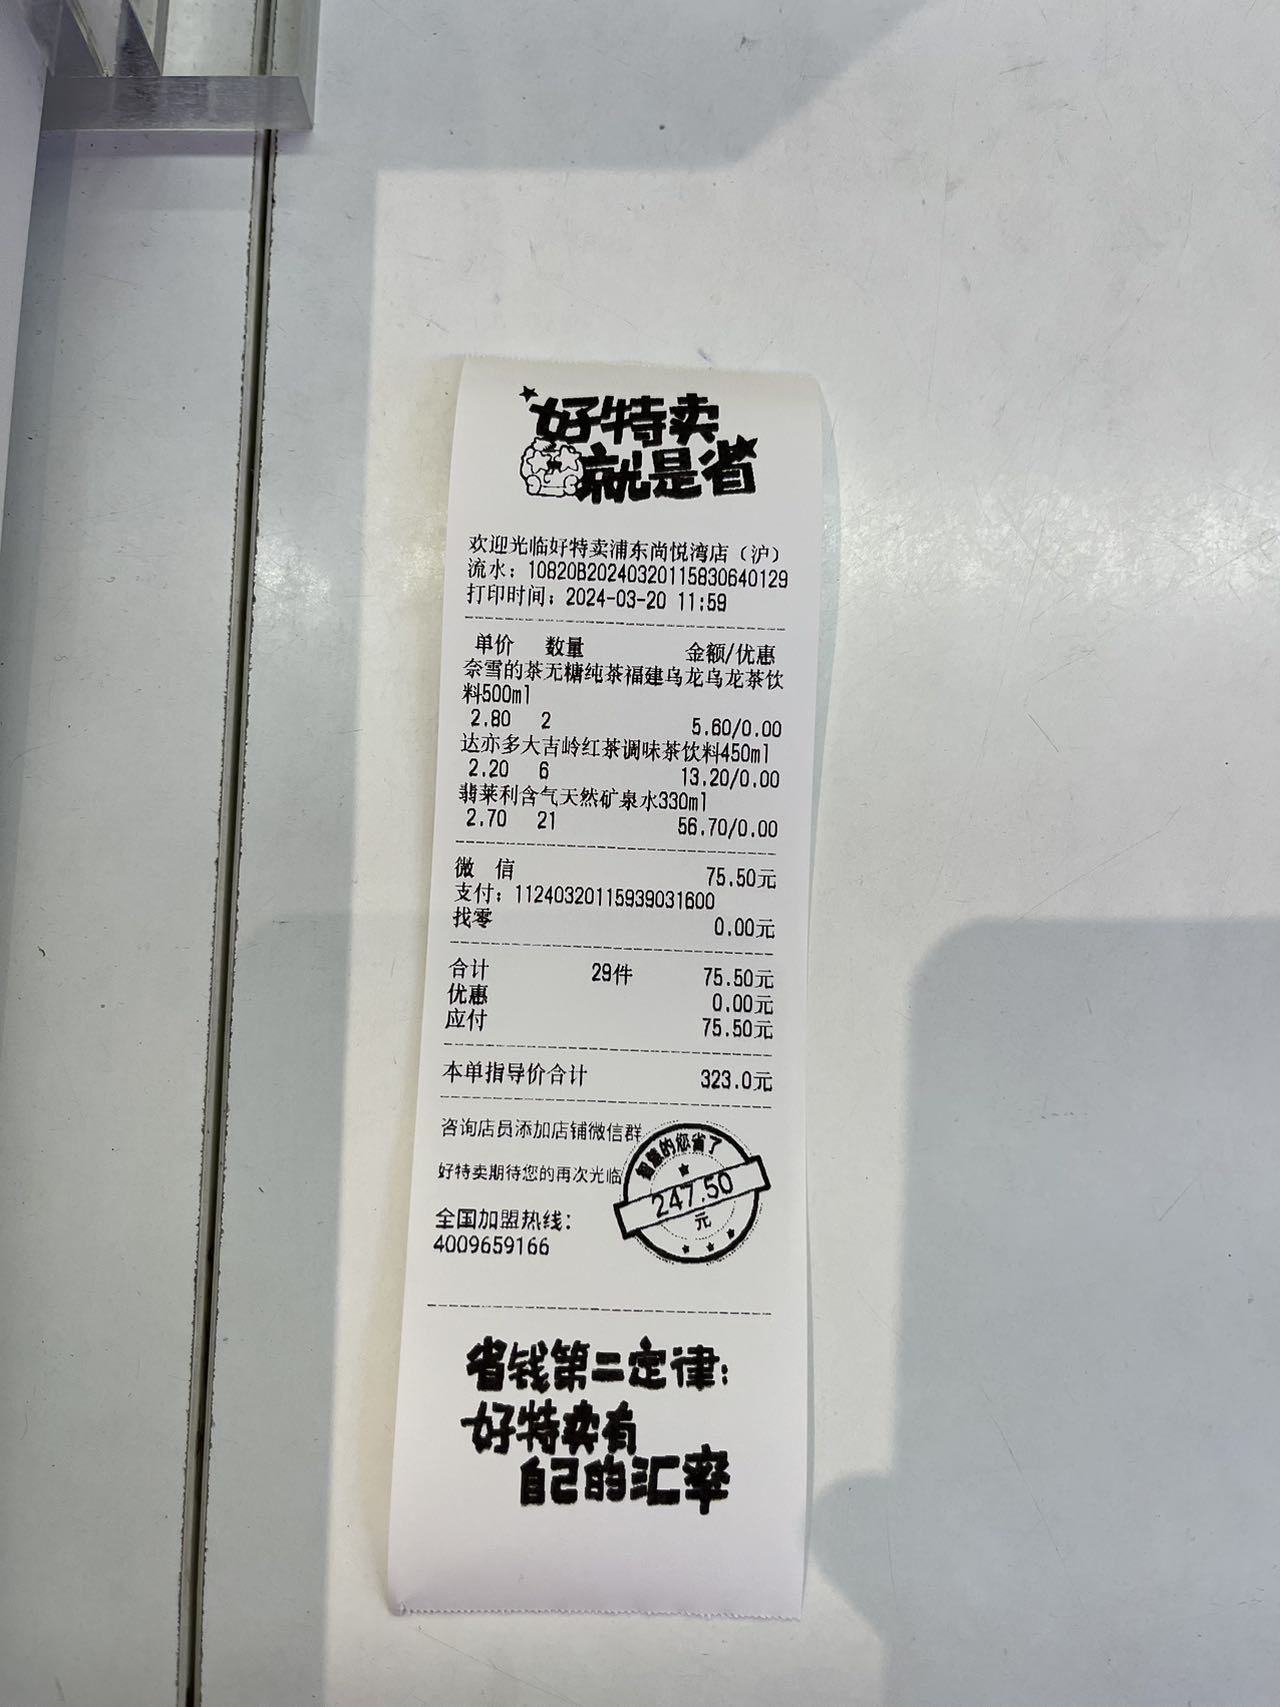 好特卖
就是省
欢迎光临好特卖浦东尚悦湾店（沪）
流水：10820B20240320115830640129
打印时间：2024-03-20 11:59
单价 数量 金额/优惠
奈雪的茶无糖纯茶福建乌龙乌龙茶饮
料500ml
2.80 2 5.60/0.00
达亦多大吉岭红茶调味茶饮料450ml
2.20 6 13.20/0.00
翡莱利含气天然矿泉水330ml
2.70 21 56.70/0.00
微 信 75.50元
支付：11240320115939031600
找零 0.00元
合计 29件 75.50元
优惠 0.00元
应付 75.50元
本单指导价合计 323.0元
咨询店员添加店铺微信群
好特卖期待您的再次光临
智慧的您省了
247.50
元
全国加盟热线：
4009659166
省钱第二定律：
好特卖有
自己的汇率